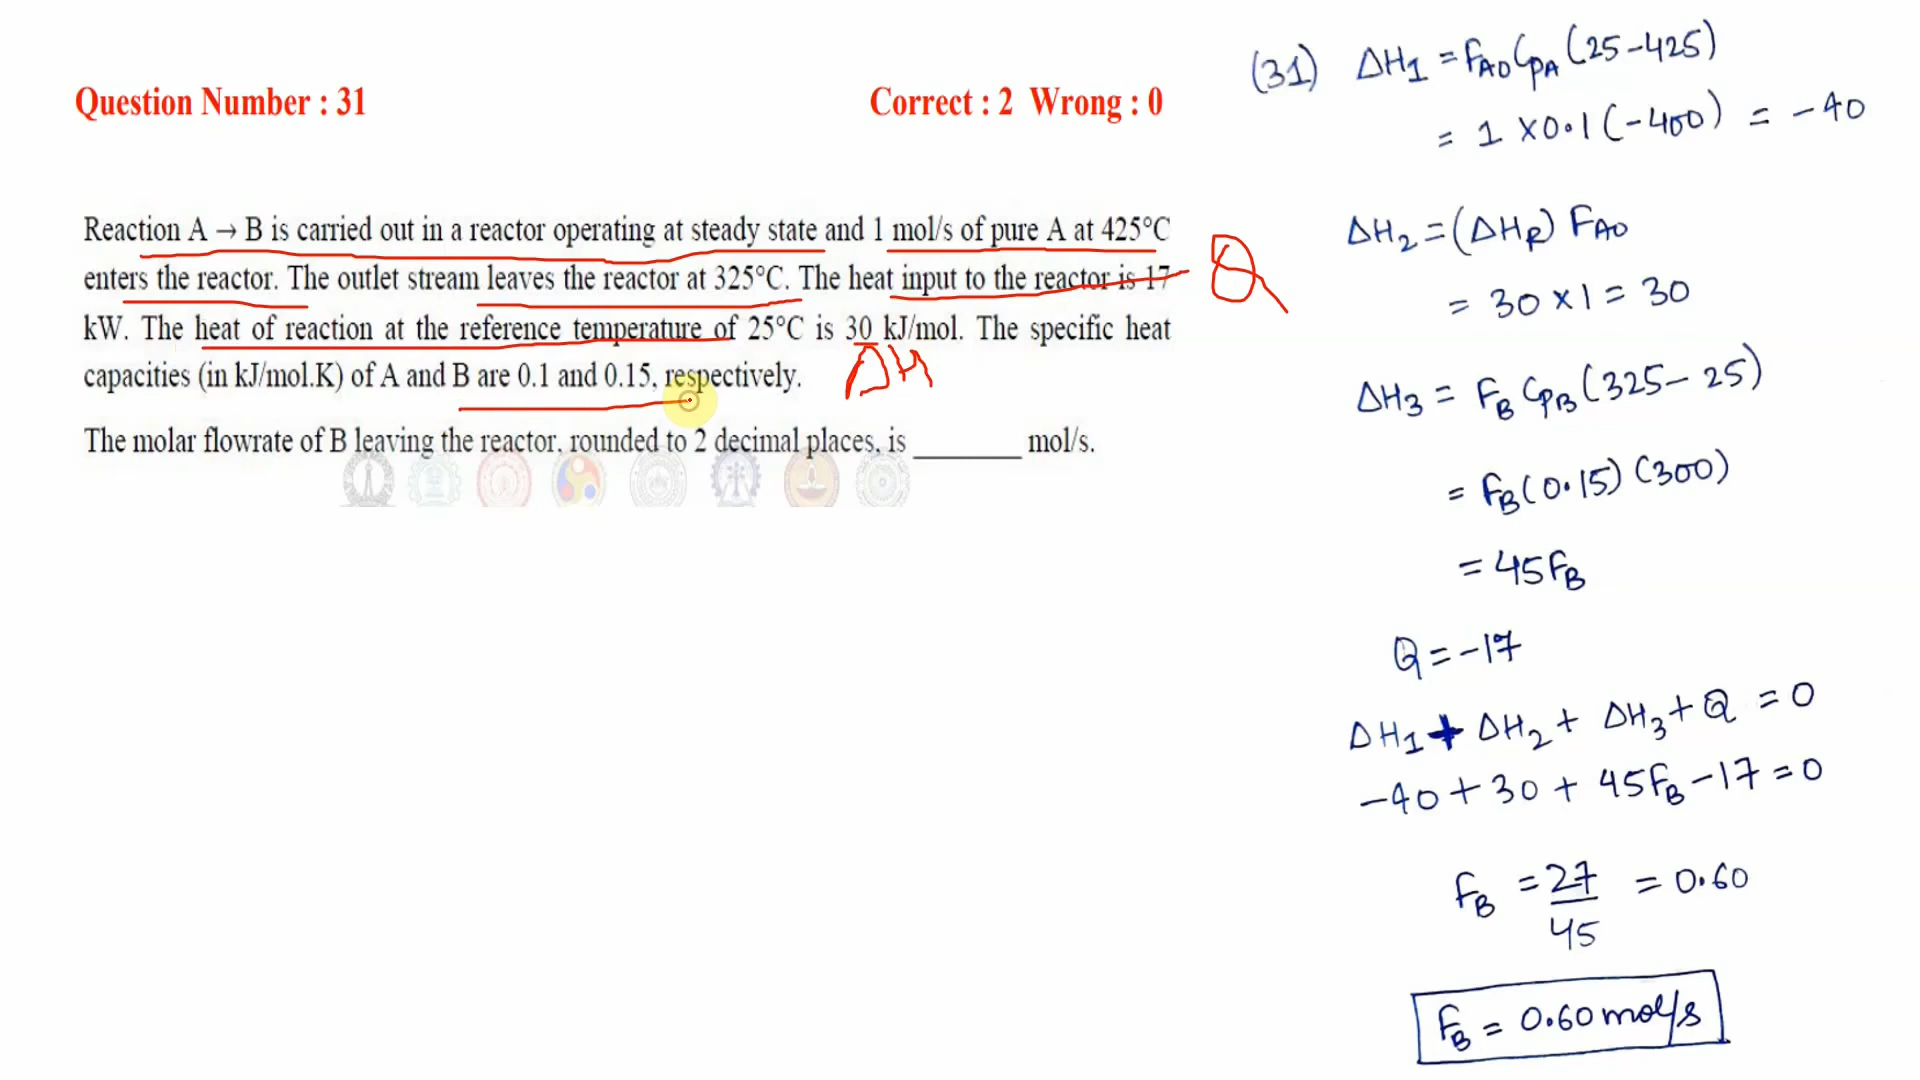 Question Number : 31
Correct : 2 Wrong : 0
Reaction A → B is carried out in a reactor operating at steady state and 1 mol/s of pure A at 425°C
enters the reactor. The outlet stream leaves the reactor at 325°C. The heat input to the reactor is 17
kW. The heat of reaction at the reference temperature of 25°C is 30 kJ/mol. The specific heat
capacities (in kJ/mol.K) of A and B are 0.1 and 0.15, respectively.
The molar flowrate of B leaving the reactor, rounded to 2 decimal places, is ________ mol/s.
Q
ΔH
(31) ΔH1 = FAO CPA (25-425)
= 1 X0.1 (-400) = -40
ΔH2 = (ΔHR) FAO
= 30 x 1 = 30
ΔH3 = FB CPB (325-25)
= FB (0.15) (300)
= 45FB
Q = -17
ΔH1 + ΔH2 + ΔH3 + Q = 0
-40 + 30 + 45FB - 17 = 0
FB = 27/45 = 0.60
FB = 0.60 mol/s